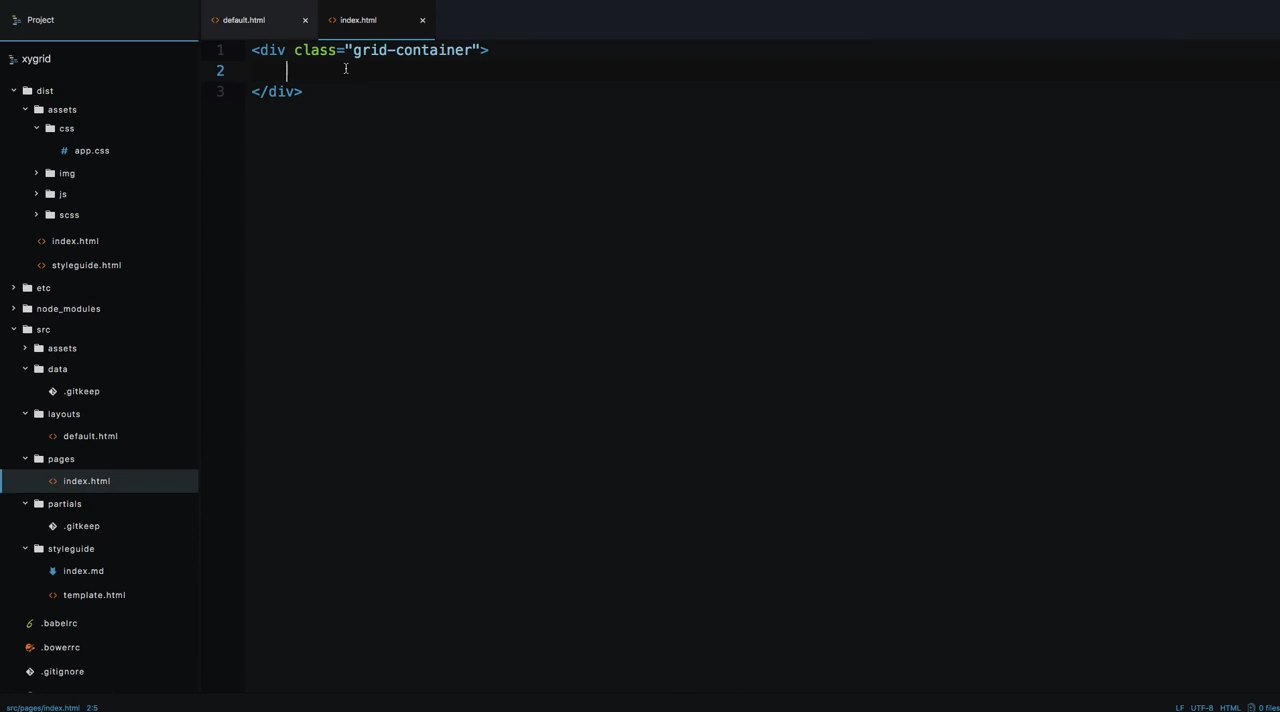 Project
default.html ×
index.html ×
xygrid
dist
assets
css
# app.css
img
js
scss
<> index.html
<> styleguide.html
etc
node_modules
src
assets
data
.gitkeep
layouts
<> default.html
pages
<> index.html
partials
.gitkeep
styleguide
index.md
<> template.html
.babelrc
.bowerrc
.gitignore
1 <div class="grid-container">
2
3 </div>
src/pages/index.html 2:5
LF UTF-8 HTML 0 files